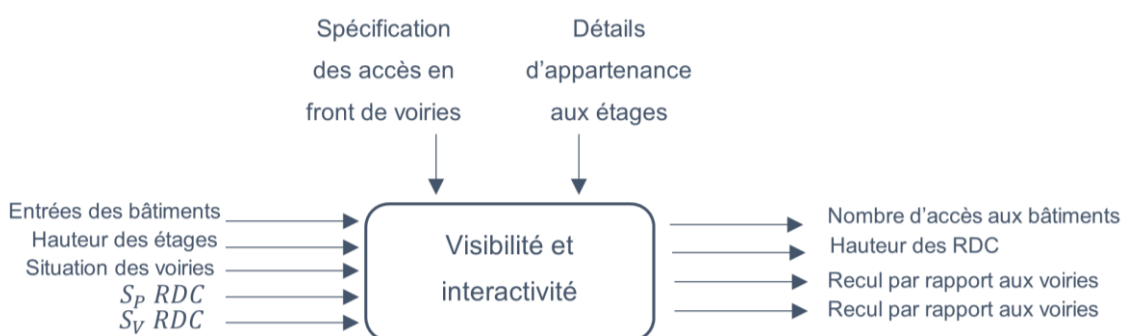 Spécification
des accès en
front de voiries
Détails
d'appartenance
aux étages
Entrées des bâtiments
Hauteur des étages
Situation des voiries
S_P RDC
S_V RDC
Visibilité et
interactivité
Nombre d'accès aux bâtiments
Hauteur des RDC
Recul par rapport aux voiries
Recul par rapport aux voiries